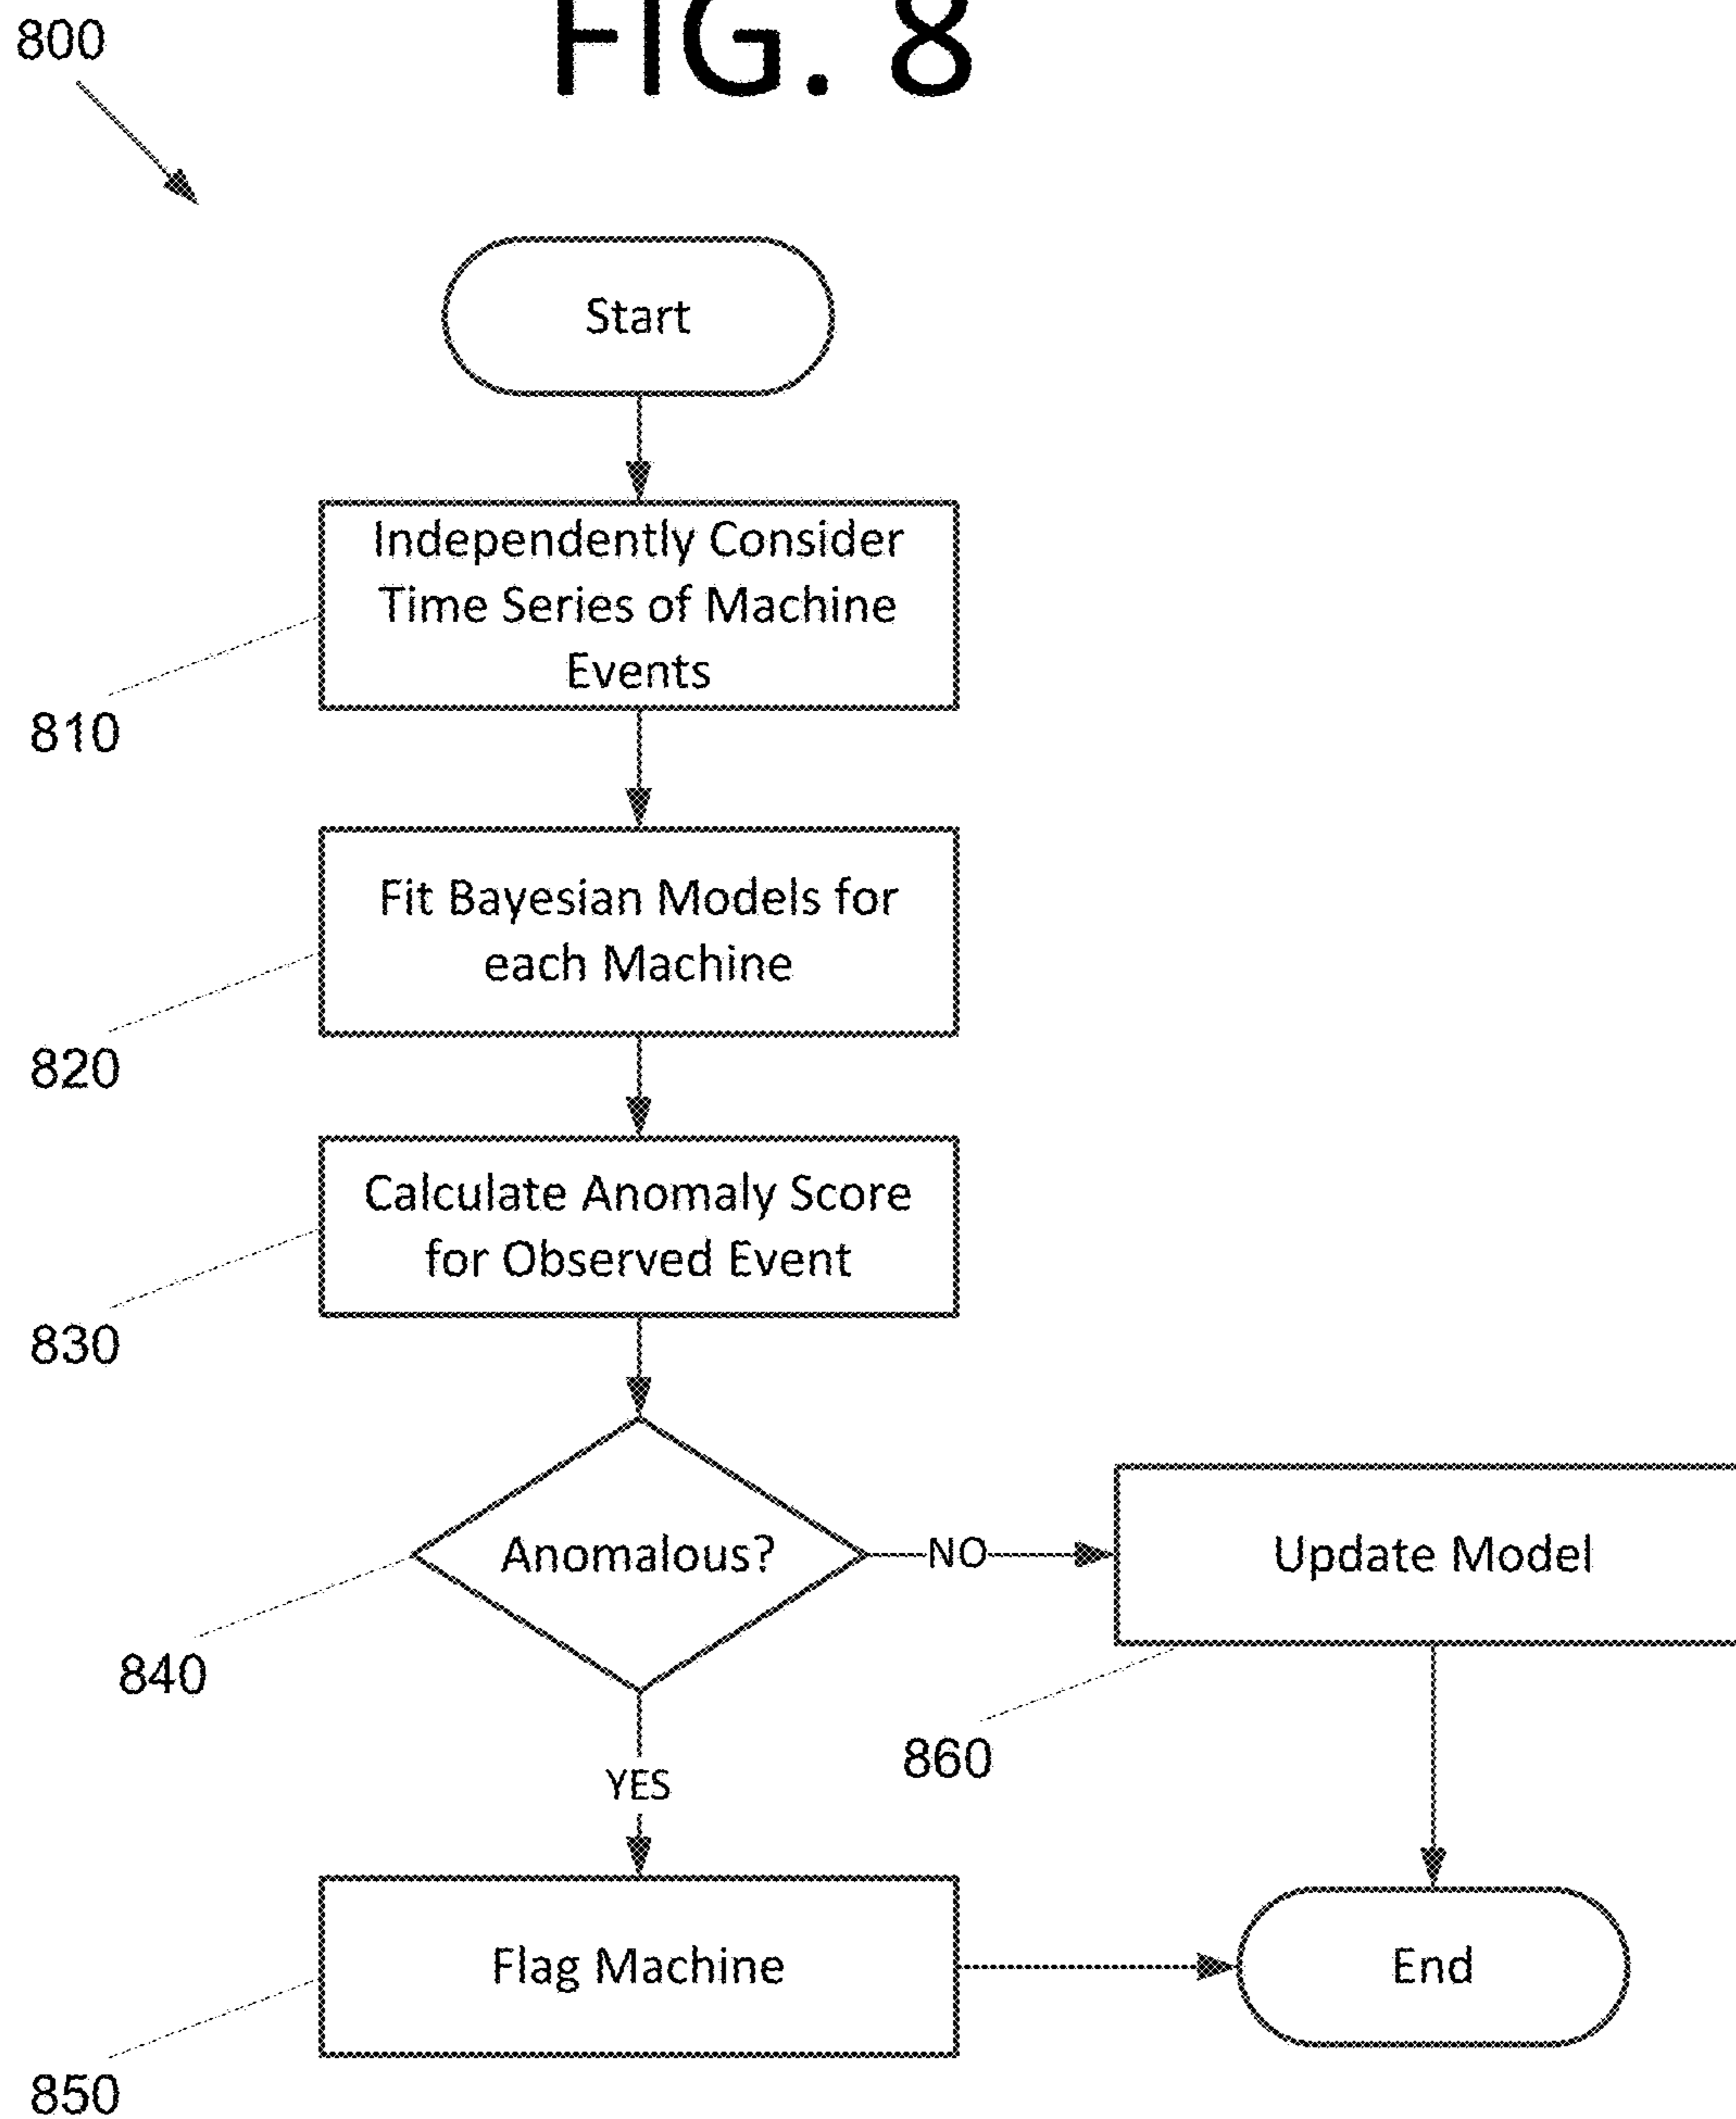 FIG. 8
800
Start
Independently Consider
Time Series of Machine
Events
810
Fit Bayesian Models for
each Machine
820
Calculate Anomaly Score
for Observed Event
830
Anomalous?
NO
Update Model
840
860
YES
Flag Machine
End
850